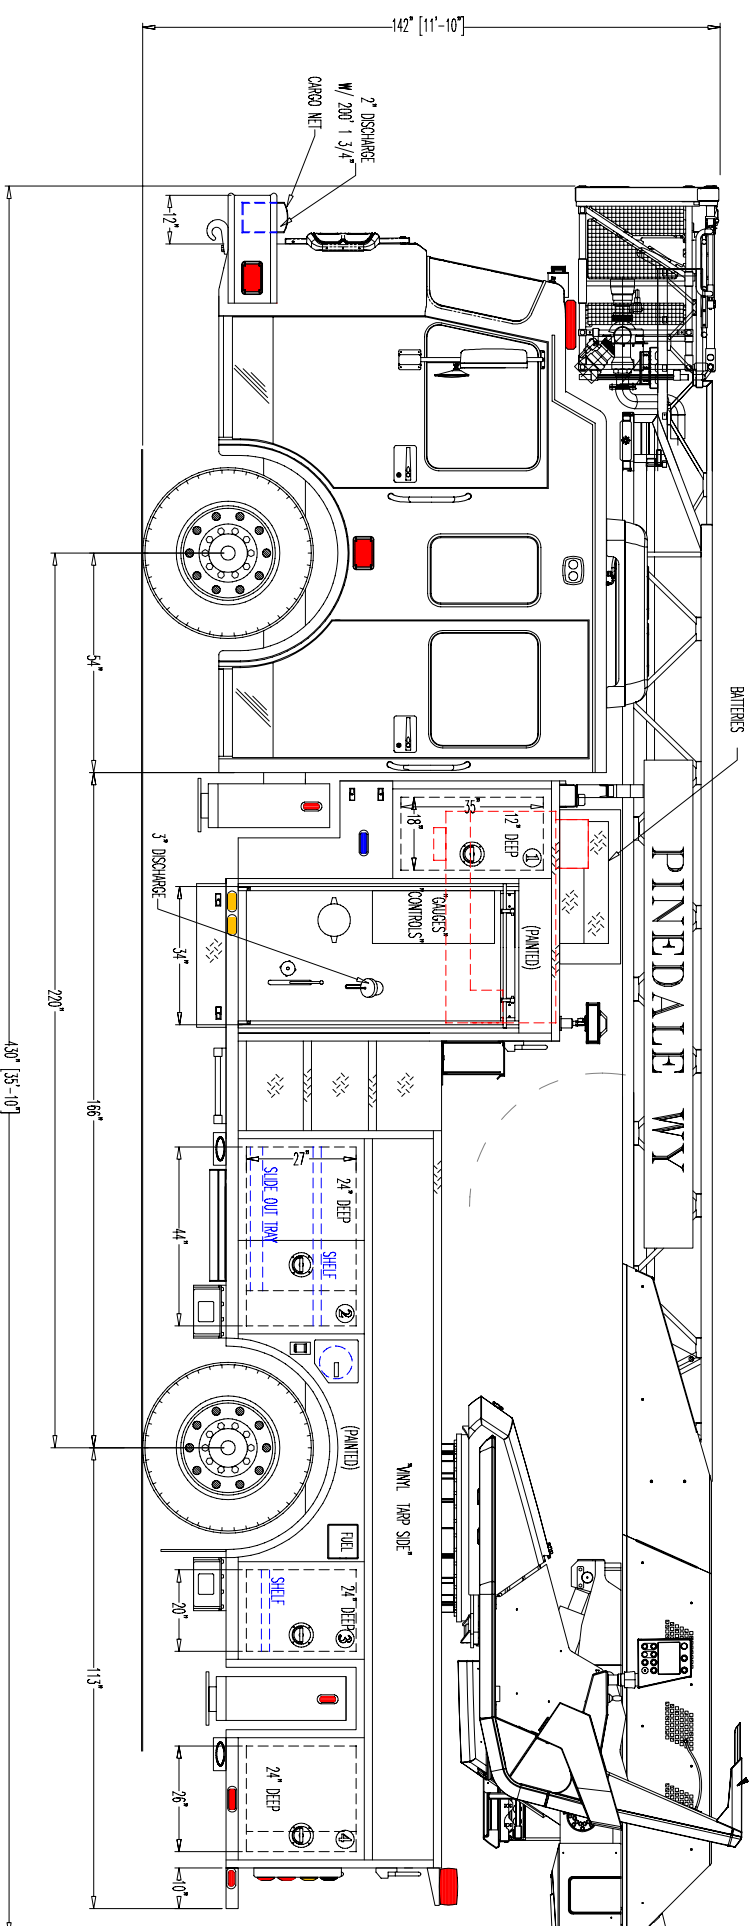 142" [11'-10"]
2" DISCHARGE
W/ 200' 1 3/4"
CARGO NET
12"
BATTERIES
PINEDALE WY
54"
220"
430" [35'-10"]
166"
113"
35"
18"
12" DEEP
1
3" DISCHARGE
34"
"GAUGES"
"CONTROLS"
(PAINTED)
27"
24" DEEP
SLIDE OUT TRAY
SHELF
2
44"
(PAINTED)
"VINYL TARP SIDE"
FUEL
24" DEEP
SHELF
3
20"
24" DEEP
4
26"
10"